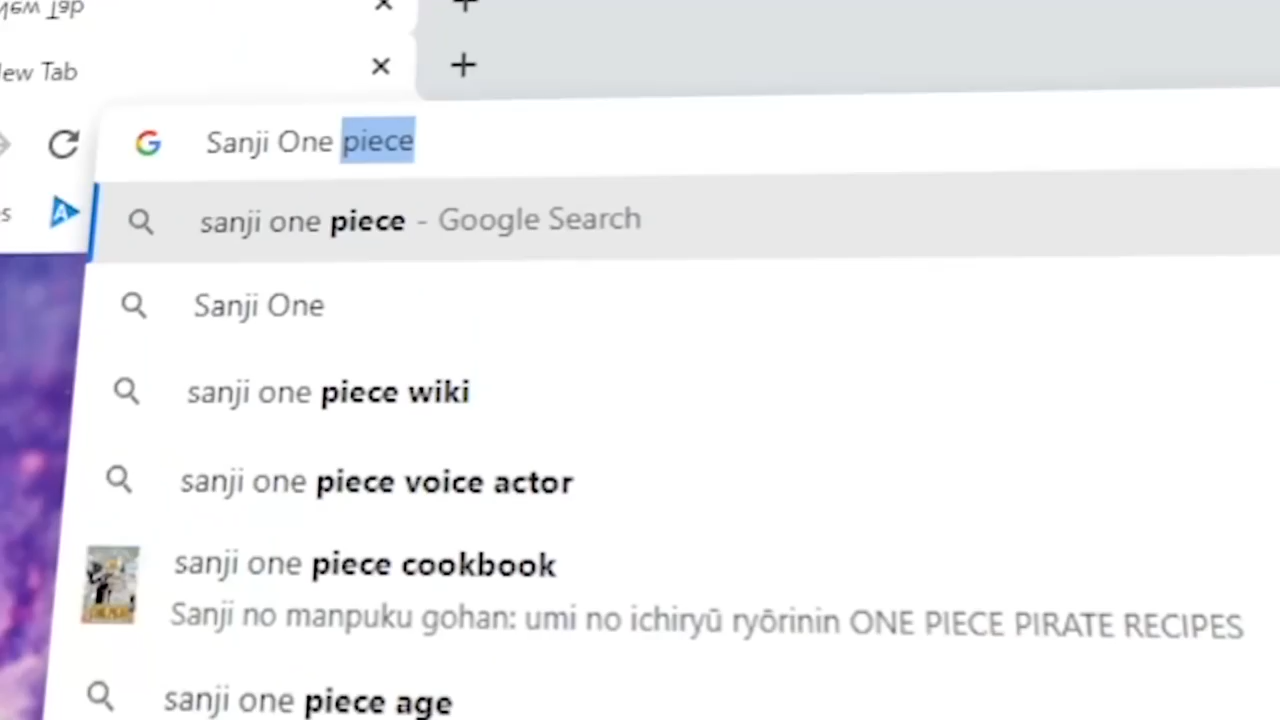 New Tab
ew Tab
Sanji One piece
s
A
sanji one piece - Google Search
Sanji One
sanji one piece wiki
sanji one piece voice actor
sanji one piece cookbook
Sanji no manpuku gohan: umi no ichiryū ryōrinin ONE PIECE PIRATE RECIPES
sanji one piece age